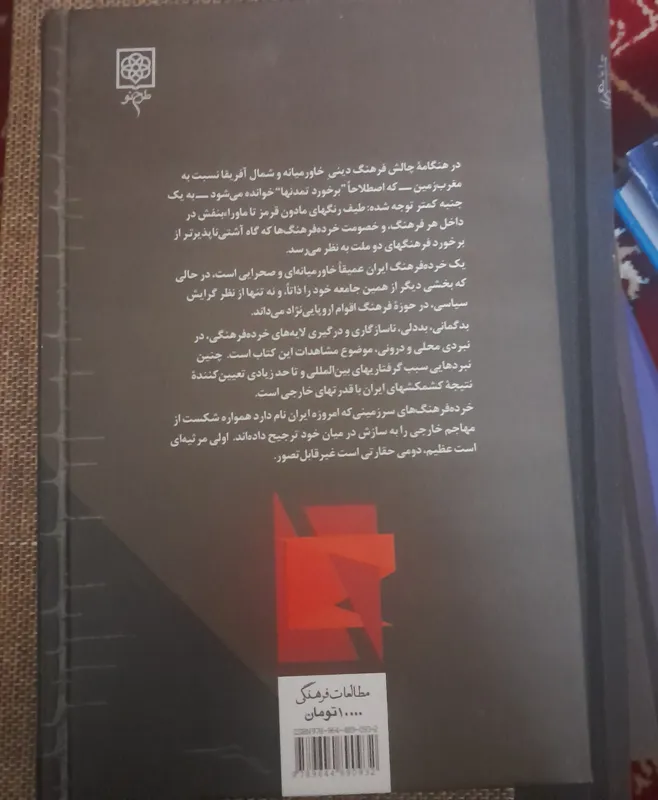 طرح نو
در هنگامهٔ چالش فرهنگ دینی خاورمیانه و شمال آفریقا نسبت به
مغرب‌زمین ــ که اصطلاحاً "برخورد تمدنها" خوانده می‌شود ــ به یک
جنبه کمتر توجه شده: طیف رنگهای مادون قرمز تا ماوراءبنفش در
داخل هر فرهنگ، و خصومت خرده‌فرهنگ‌ها که گاه آشتی‌ناپذیرتر از
برخورد فرهنگهای دو ملت به نظر می‌رسد.
یک خرده‌فرهنگ ایران عمیقاً خاورمیانه‌ای و صحرایی است، در حالی
که بخشی دیگر از همین جامعه خود را ذاتاً، و نه تنها از نظر گرایش
سیاسی، در حوزهٔ فرهنگ اقوام اروپایی‌نژاد می‌داند.
بدگمانی، بددلی، ناسازگاری و درگیری لایه‌های خرده‌فرهنگی، در
نبردی محلی و درونی، موضوع مشاهدات این کتاب است. چنین
نبردهایی سبب گرفتاریهای بین‌المللی و تا حد زیادی تعیین‌کنندهٔ
نتیجهٔ کشمکشهای ایران با قدرتهای خارجی است.
خرده‌فرهنگ‌های سرزمینی که امروزه ایران نام دارد همواره شکست از
مهاجم خارجی را به سازش در میان خود ترجیح داده‌اند. اولی مرثیه‌ای
است عظیم، دومی حقارتی است غیرقابل تصور.
مطالعات فرهنگی
۱۰۰۰۰ تومان